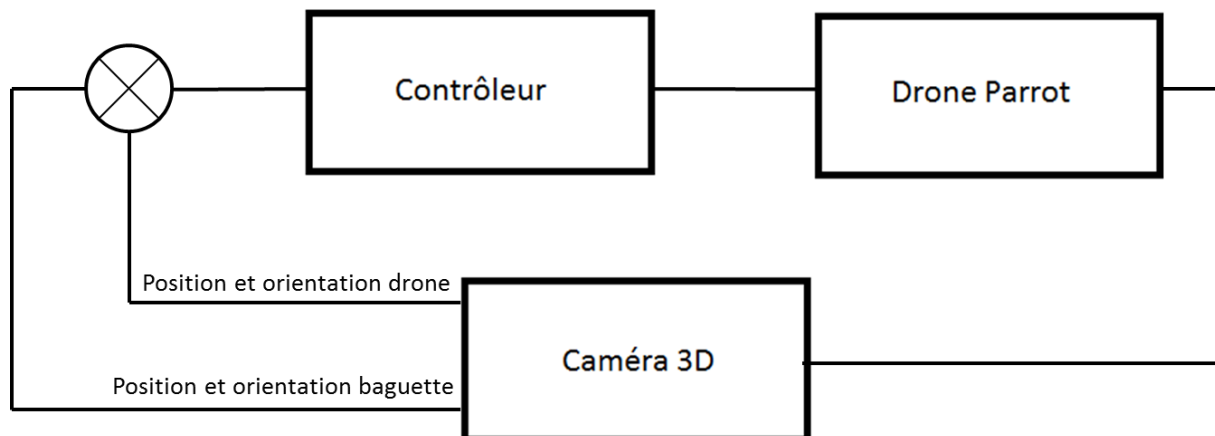 Contrôleur
Drone Parrot
Position et orientation drone
Caméra 3D
Position et orientation baguette